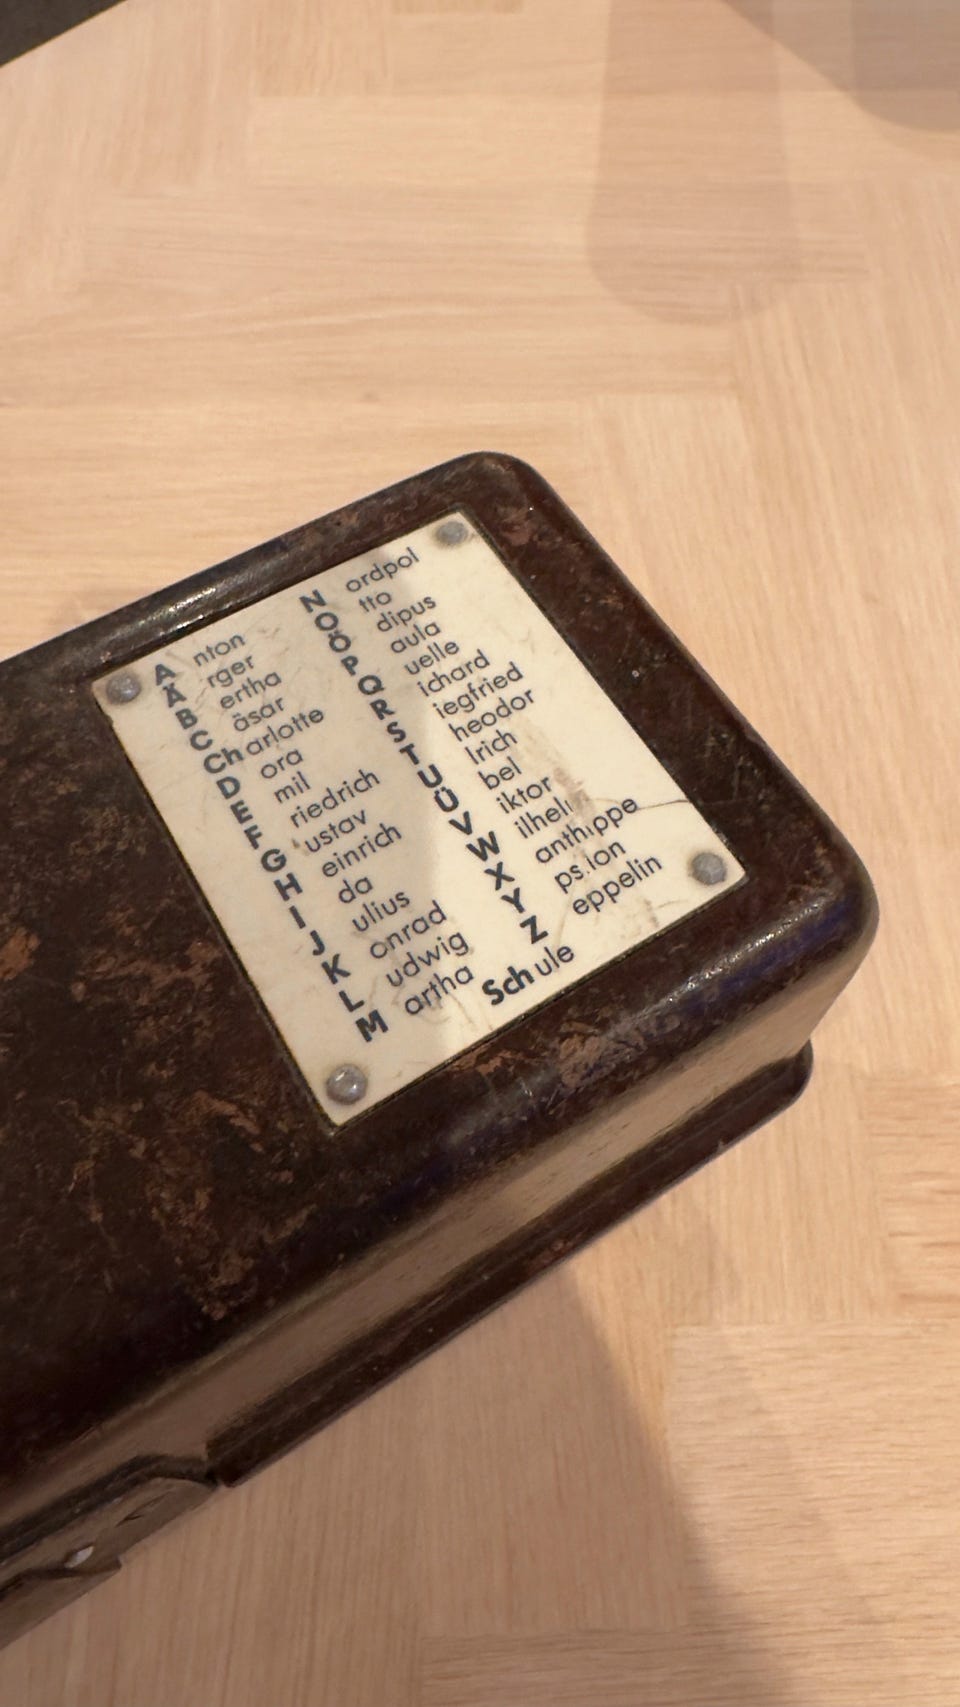 A nton
Ä rger
B ertha
C äsar
Ch arlotte
D ora
E mil
F riedrich
G ustav
H einrich
I da
J ulius
K onrad
L udwig
M artha
N ordpol
O tto
Ö dipus
P aula
Q uelle
R ichard
S iegfried
T heodor
U lrich
Ü bel
V iktor
W ilhelm
X anthippe
Y psilon
Z eppelin
Sch ule